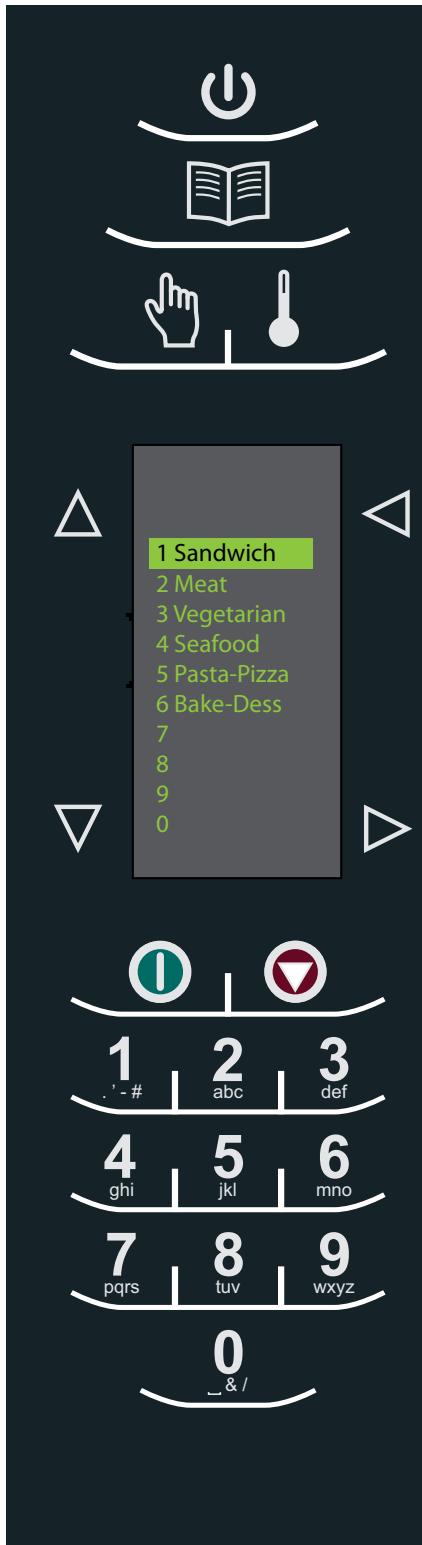 1 Sandwich
2 Meat
3 Vegetarian
4 Seafood
5 Pasta-Pizza
6 Bake-Dess
7
8
9
0
1 2 3
. ' - # abc def
4 5 6
ghi jkl mno
7 8 9
pqrs tuv wxyz
0
⎵ & /